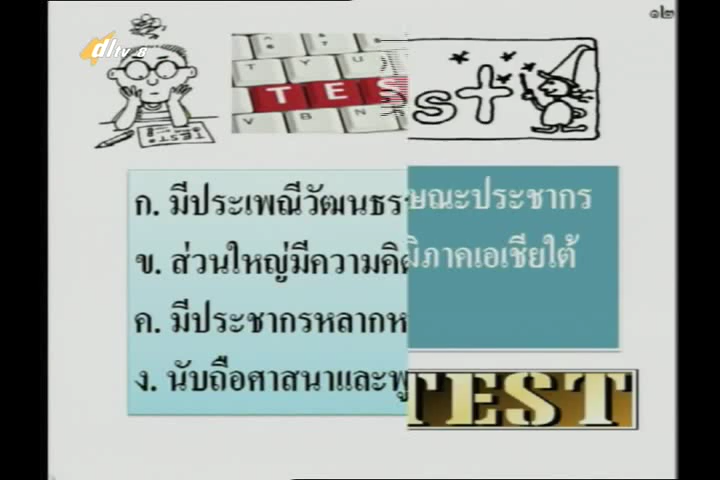 ๑๒
dltv 8
TEST
TES
st
ก. มีประเพณีวัฒนธร
ษณะประชากร
ข. ส่วนใหญ่มีความคิด
มิภาคเอเชียใต้
ค. มีประชากรหลากห
ง. นับถือศาสนาและพู
TEST